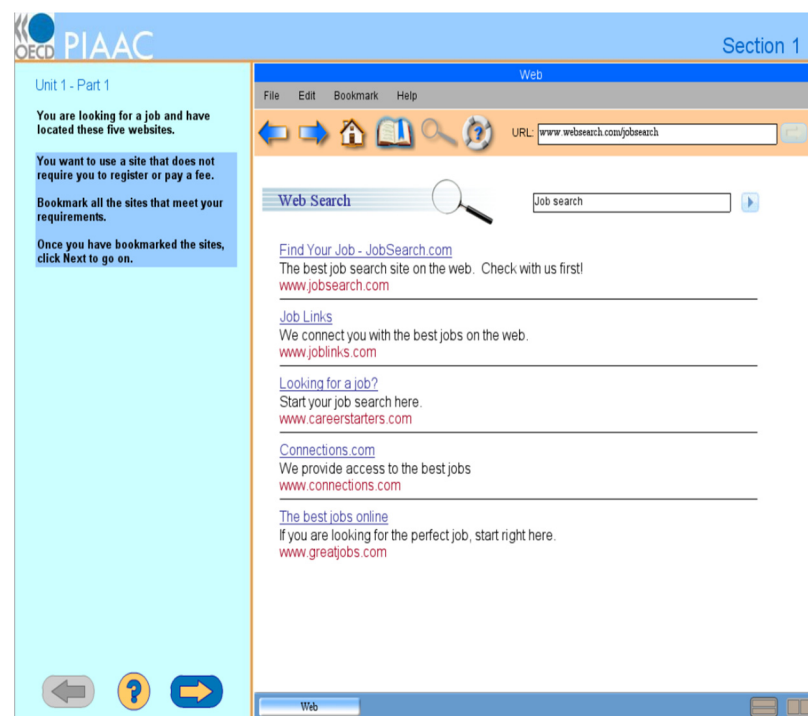 OECD PIAAC
Section 1
Unit 1 - Part 1
You are looking for a job and have
located these five websites.
You want to use a site that does not
require you to register or pay a fee.
Bookmark all the sites that meet your
requirements.
Once you have bookmarked the sites,
click Next to go on.
Web
File Edit Bookmark Help
URL: www.websearch.com/jobsearch
Web Search
Job search
Find Your Job - JobSearch.com
The best job search site on the web. Check with us first!
www.jobsearch.com
Job Links
We connect you with the best jobs on the web.
www.joblinks.com
Looking for a job?
Start your job search here.
www.careerstarters.com
Connections.com
We provide access to the best jobs
www.connections.com
The best jobs online
If you are looking for the perfect job, start right here.
www.greatjobs.com
?
Web